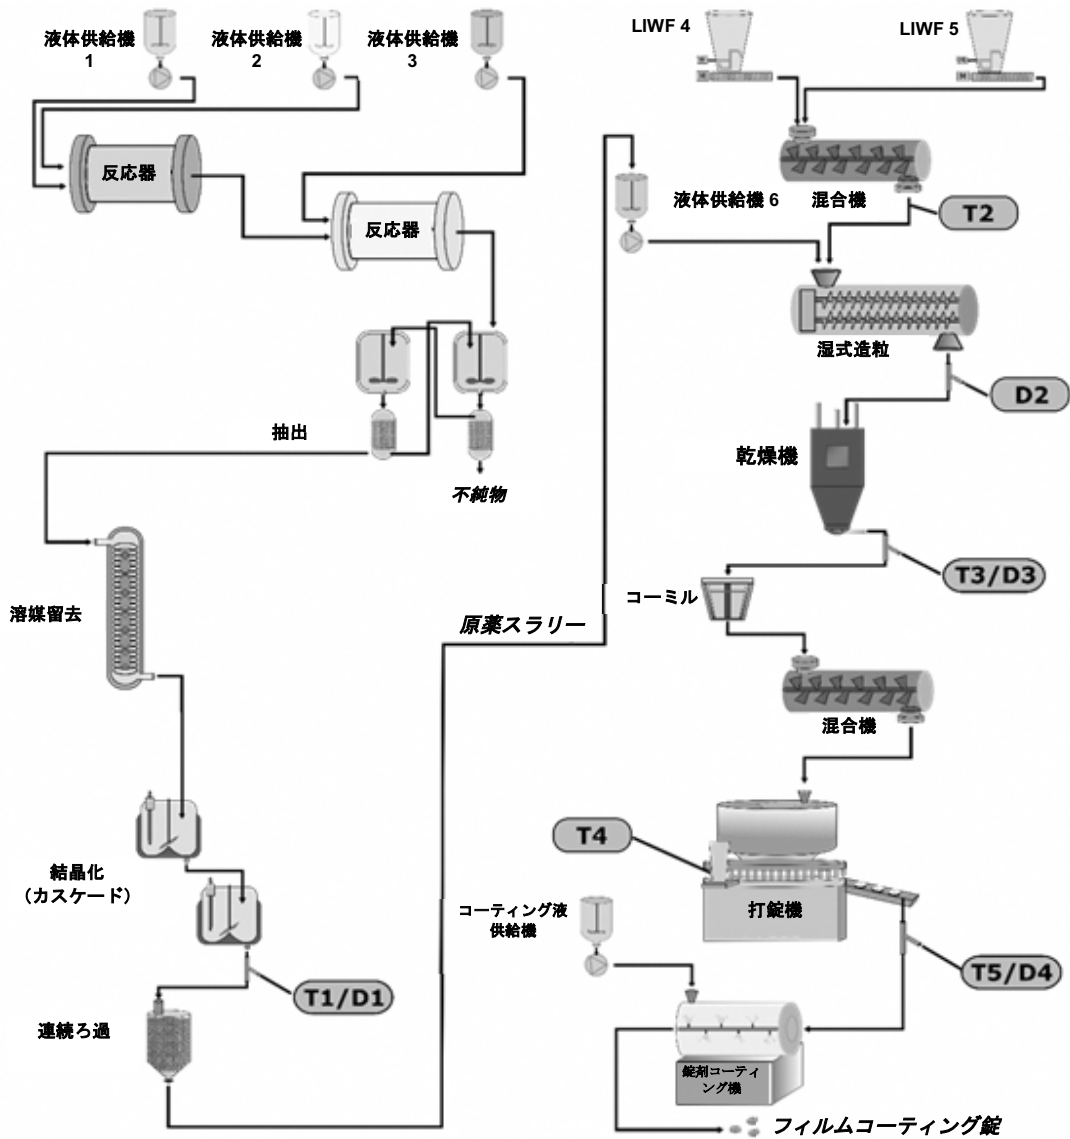 液体供給機
1
液体供給機
2
液体供給機
3
LIWF 4
LIWF 5
反応器
反応器
液体供給機 6
混合機
T2
湿式造粒
D2
抽出
不純物
乾燥機
T3/D3
溶媒留去
コーミル
原薬スラリー
混合機
結晶化
(カスケード)
T4
打錠機
コーティング液
供給機
T5/D4
T1/D1
連続ろ過
錠剤コーティ
ング機
フィルムコーティング錠